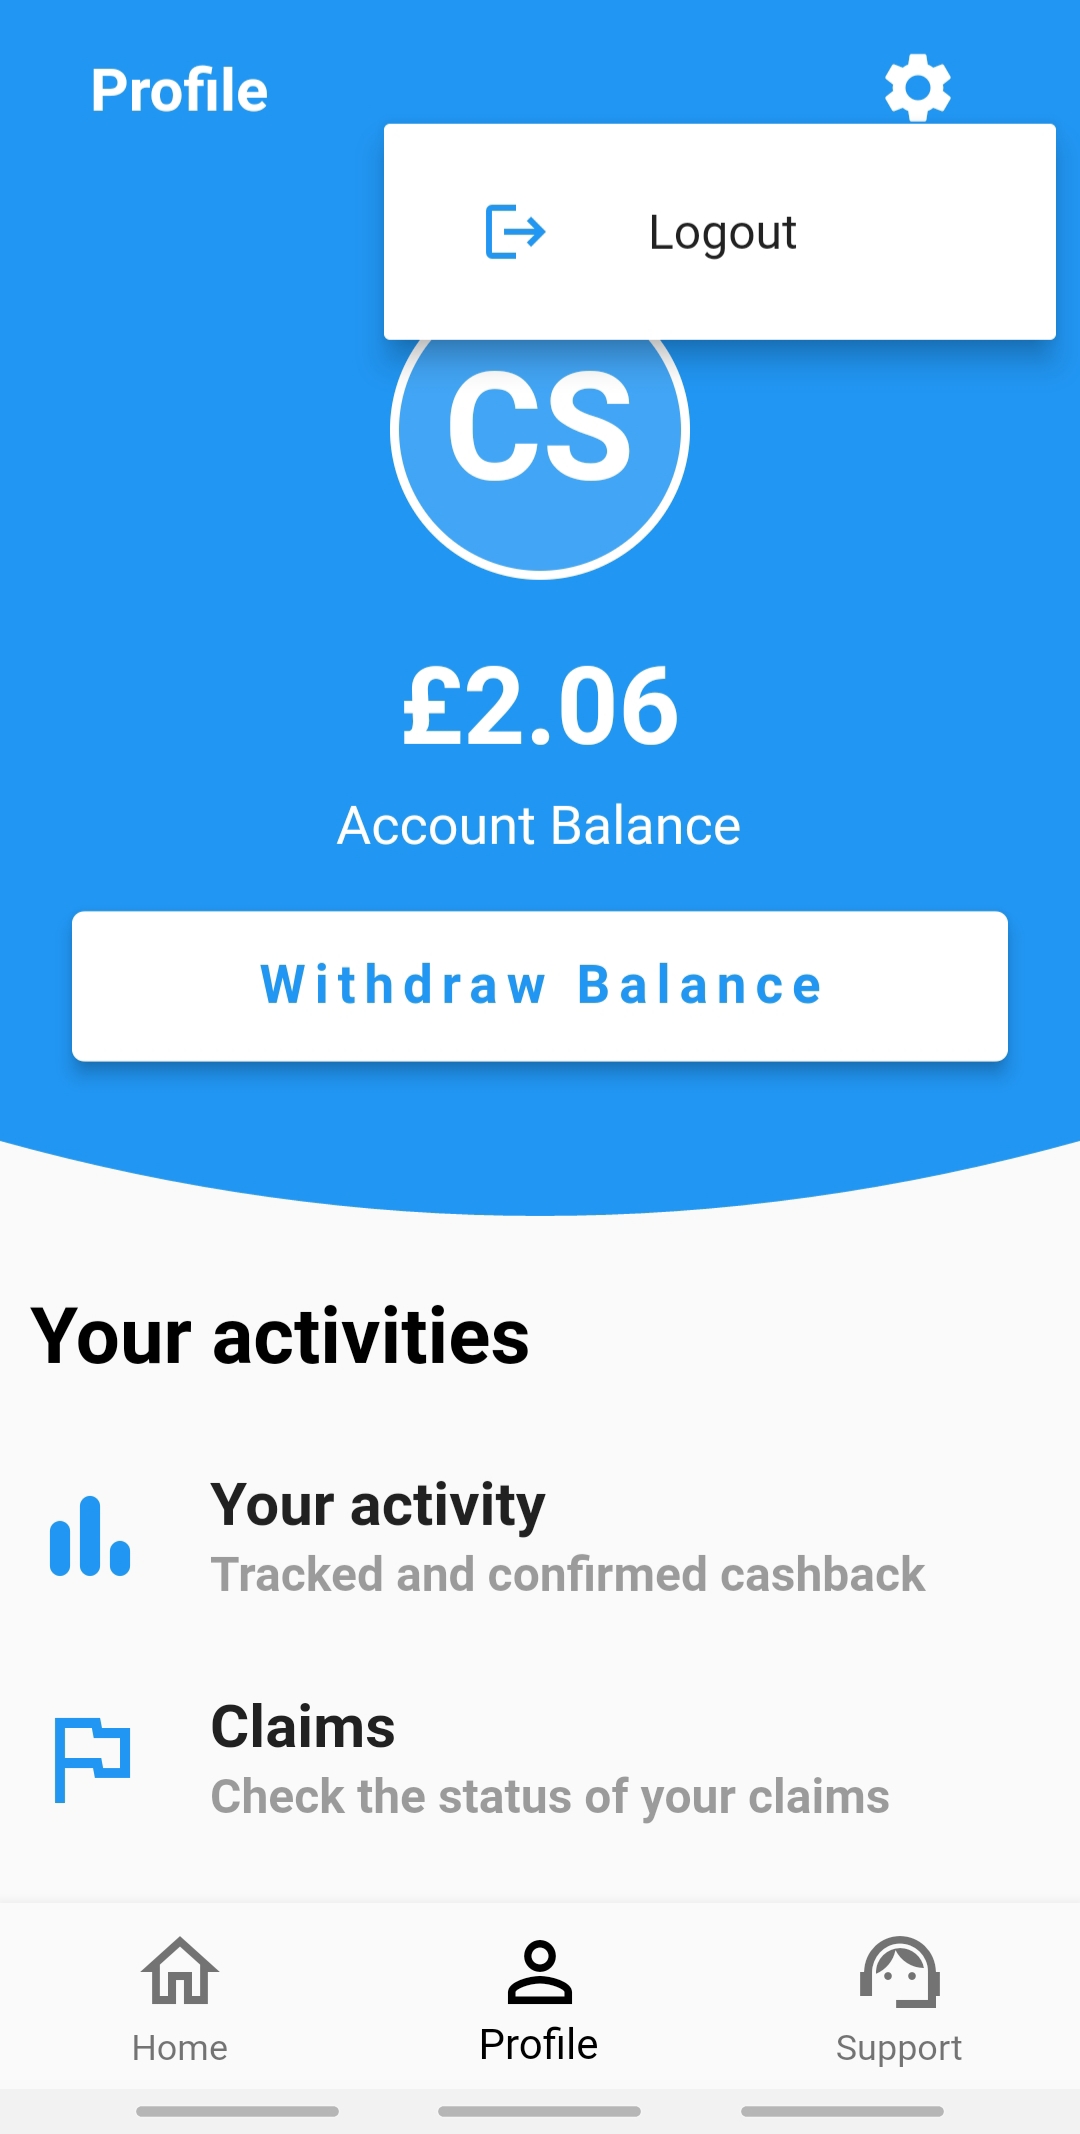 Profile
Logout
CS
£2.06
Account Balance
Withdraw Balance
Your activities
Your activity
Tracked and confirmed cashback
Claims
Check the status of your claims
Home
Profile
Support